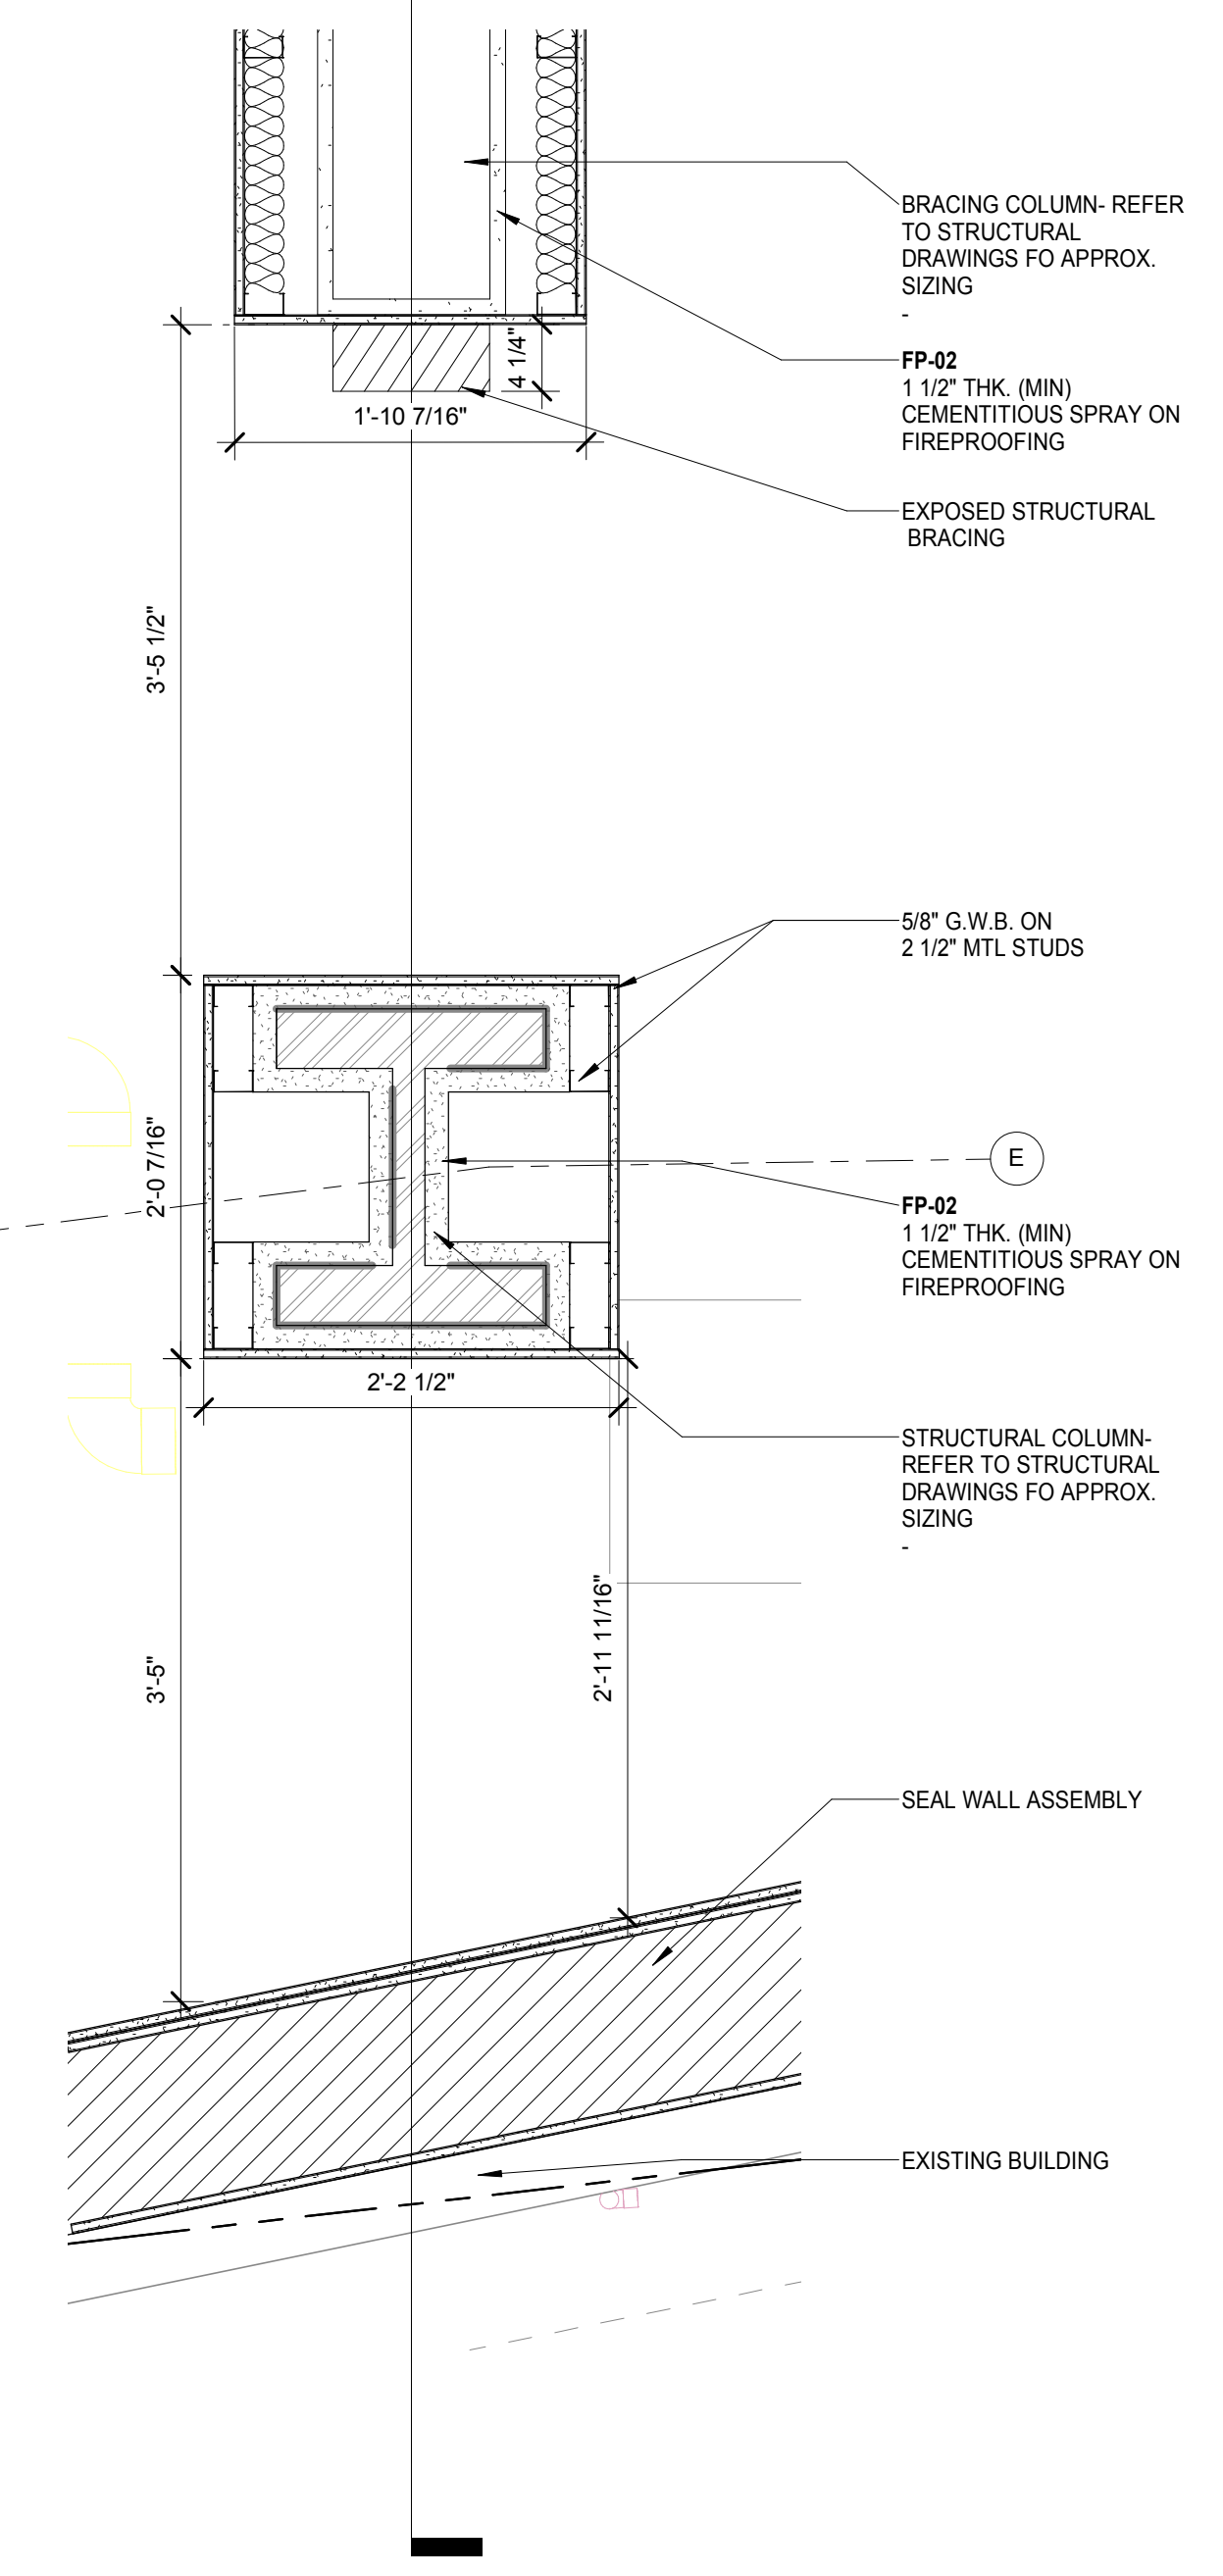 BRACING COLUMN- REFER
TO STRUCTURAL
DRAWINGS FO APPROX.
SIZING
-
4 1/4"
FP-02
1 1/2" THK. (MIN)
CEMENTITIOUS SPRAY ON
FIREPROOFING
1'-10 7/16"
EXPOSED STRUCTURAL
BRACING
3'-5 1/2"
5/8" G.W.B. ON
2 1/2" MTL STUDS
2'-0 7/16"
E
FP-02
1 1/2" THK. (MIN)
CEMENTITIOUS SPRAY ON
FIREPROOFING
2'-2 1/2"
STRUCTURAL COLUMN-
REFER TO STRUCTURAL
DRAWINGS FO APPROX.
SIZING
-
3'-5"
2'-11 11/16"
SEAL WALL ASSEMBLY
EXISTING BUILDING